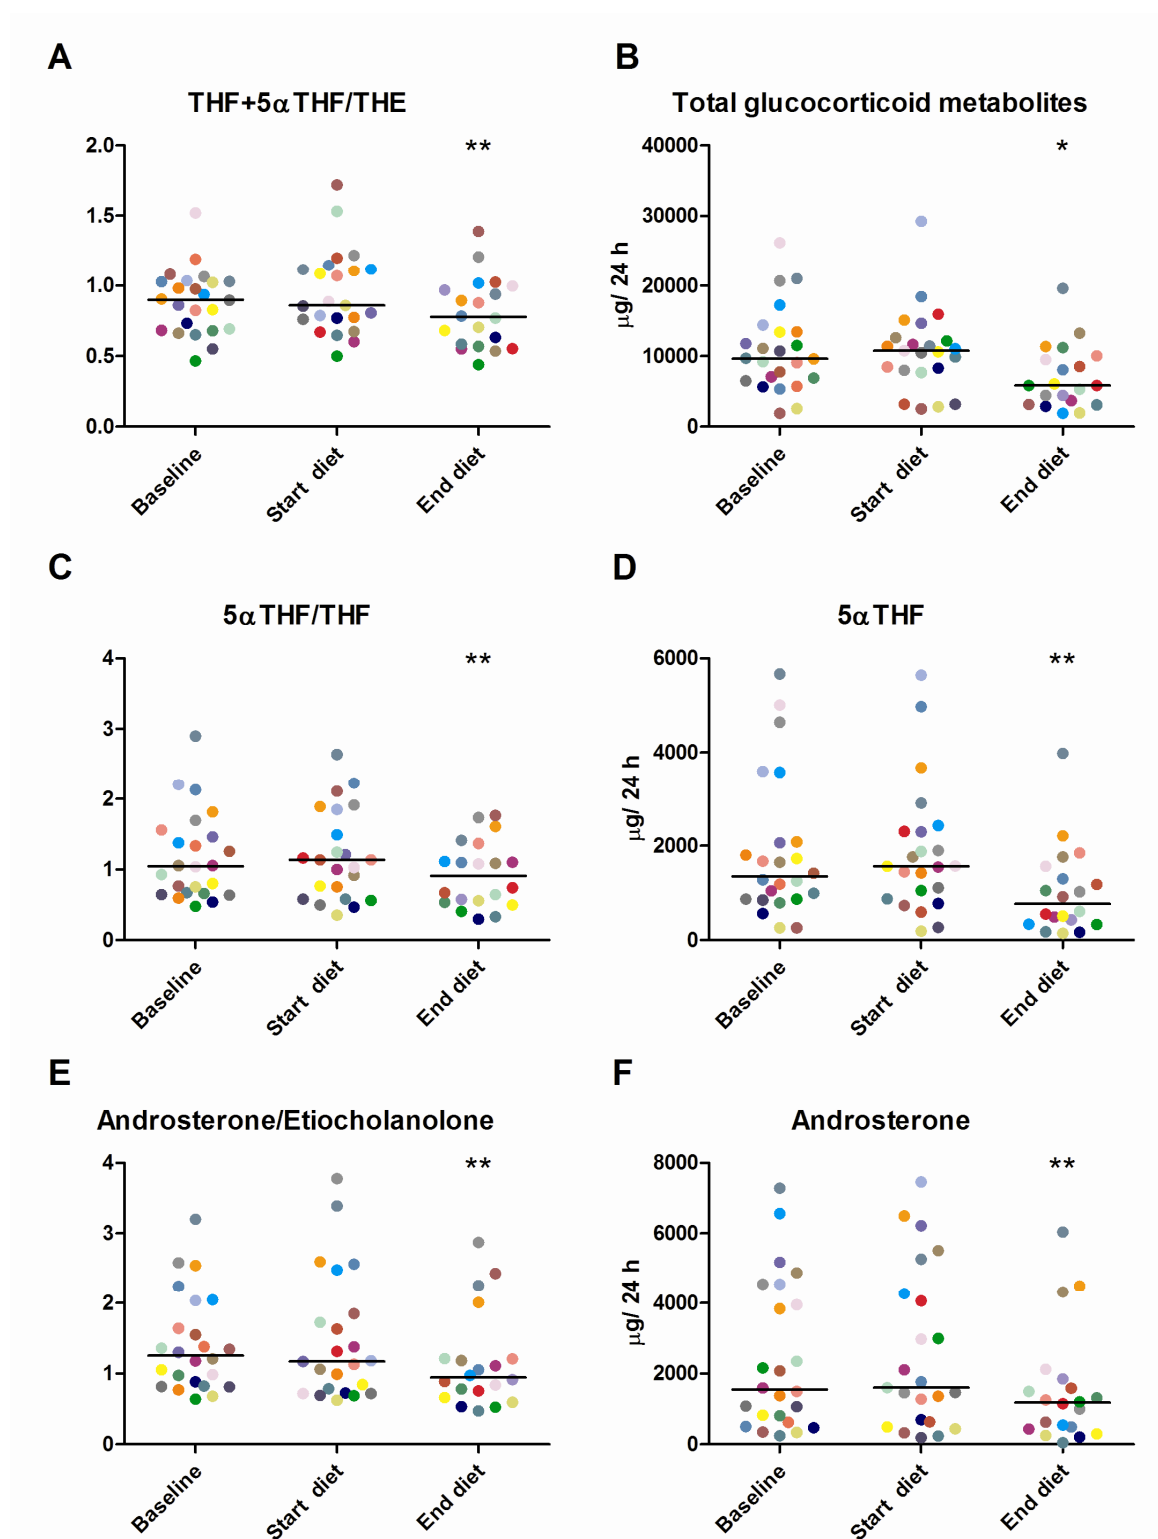 A
THF+5α THF/THE
**
2.0
1.5
1.0
0.5
0.0
Baseline
Start diet
End diet
B
Total glucocorticoid metabolites
*
µg/ 24 h
40000
30000
20000
10000
0
Baseline
Start diet
End diet
C
5α THF/THF
**
4
3
2
1
0
Baseline
Start diet
End diet
D
5α THF
**
µg/ 24 h
6000
4000
2000
0
Baseline
Start diet
End diet
E
Androsterone/Etiocholanolone
**
4
3
2
1
0
Baseline
Start diet
End diet
F
Androsterone
**
µg/ 24 h
8000
6000
4000
2000
0
Baseline
Start diet
End diet